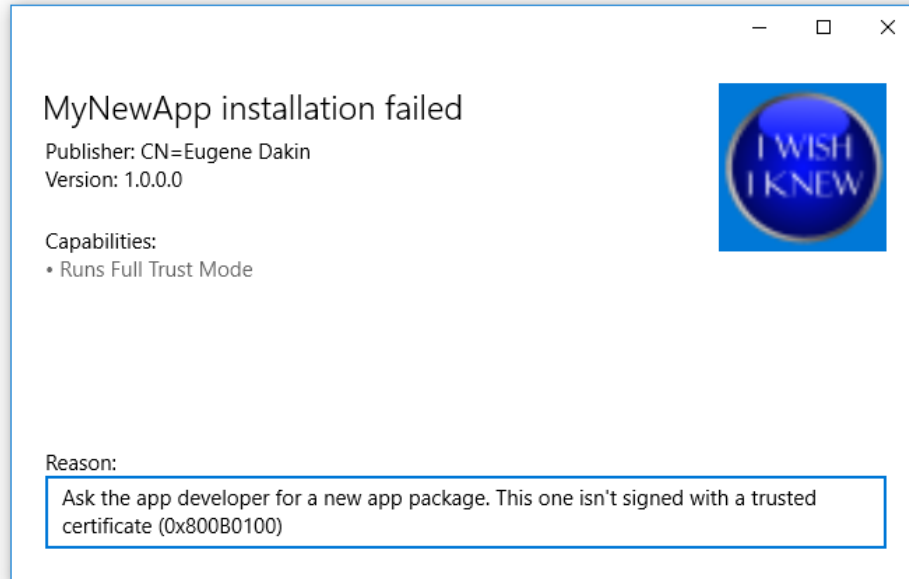 MyNewApp installation failed
Publisher: CN=Eugene Dakin
Version: 1.0.0.0
I WISH
I KNEW
Capabilities:
• Runs Full Trust Mode
Reason:
Ask the app developer for a new app package. This one isn't signed with a trusted
certificate (0x800B0100)